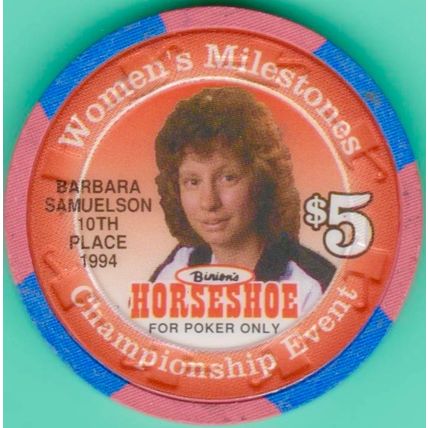 Women's Milestones
BARBARA
SAMUELSON
10TH
PLACE
1994
$5
Binion's
HORSESHOE
FOR POKER ONLY
Championship Event